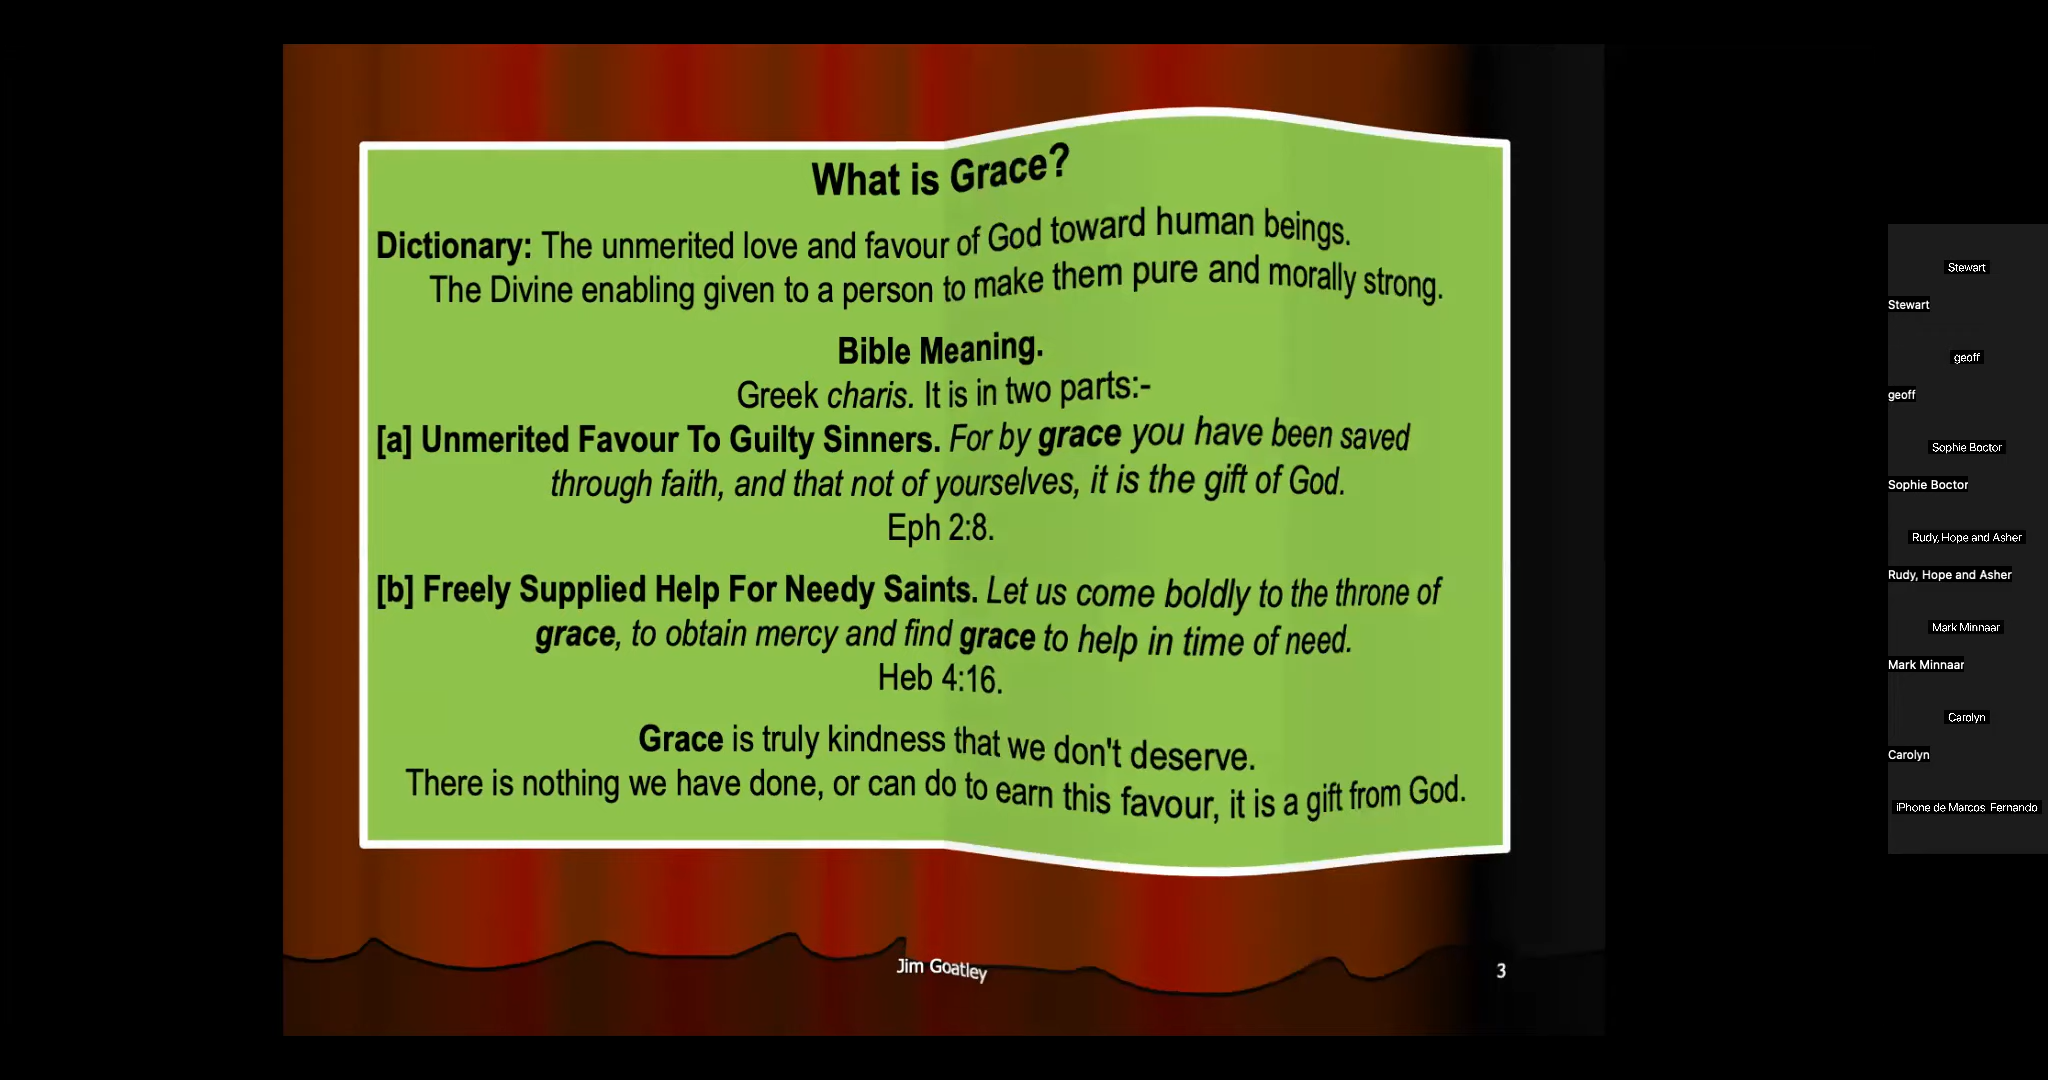 What is Grace?
Dictionary: The unmerited love and favour of God toward human beings.
The Divine enabling given to a person to make them pure and morally strong.
Bible Meaning.
Greek charis. It is in two parts:-
[a] Unmerited Favour To Guilty Sinners. For by grace you have been saved
through faith, and that not of yourselves, it is the gift of God.
Eph 2:8.
[b] Freely Supplied Help For Needy Saints. Let us come boldly to the throne of
grace, to obtain mercy and find grace to help in time of need.
Heb 4:16.
Grace is truly kindness that we don't deserve.
There is nothing we have done, or can do to earn this favour, it is a gift from God.
Jim Goatley
3
Stewart
Stewart
geoff
geoff
Sophie Boctor
Sophie Boctor
Rudy, Hope and Asher
Rudy, Hope and Asher
Mark Minnaar
Mark Minnaar
Carolyn
Carolyn
iPhone de Marcos Fernando